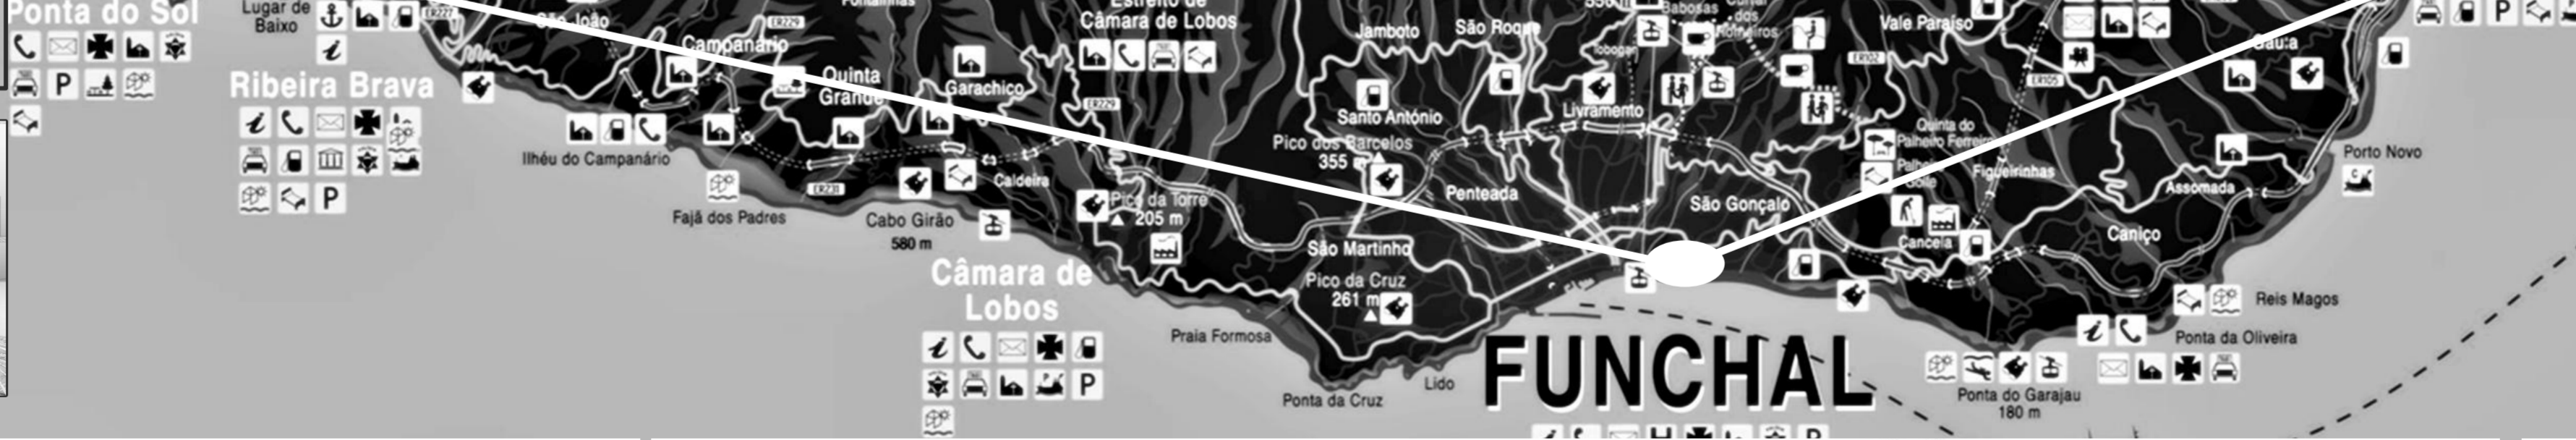 Ponta do Sol
Lugar de
Baixo
ER227
São João
ER229
Campanário
Ribeira Brava
Quinta
Grande
Garachico
Câmara de Lobos
ER229
Ilhéu do Campanário
Fajã dos Padres
ER231
Cabo Girão
580 m
Caldeira
Pico da Torre
205 m
Câmara de
Lobos
Praia Formosa
Jamboto
São Roque
Santo António
Pico dos Barcelos
355 m
Penteada
Livramento
Babosas
São Martinho
Pico da Cruz
261 m
Ponta da Cruz
Lido
FUNCHAL
São Gonçalo
Vale Paraíso
ER102
ER105
Quinta do
Palheiro Ferreiro
Figueirinhas
Cancela
Caniço
Assomada
Gaula
Porto Novo
Reis Magos
Ponta da Oliveira
Ponta do Garajau
180 m